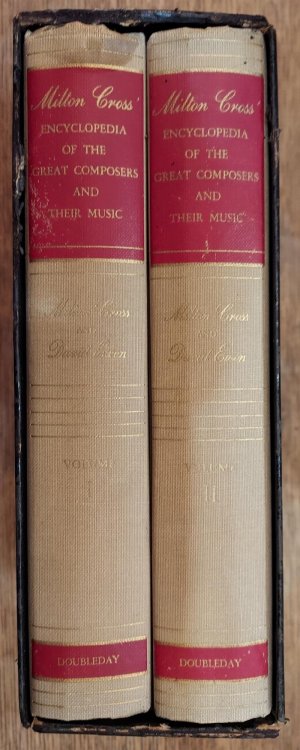 Milton Cross'
ENCYCLOPEDIA
OF THE
GREAT COMPOSERS
AND
THEIR MUSIC
Milton Cross
AND
David Ewen
VOLUME
I
DOUBLEDAY
Milton Cross'
ENCYCLOPEDIA
OF THE
GREAT COMPOSERS
AND
THEIR MUSIC
Milton Cross
AND
David Ewen
VOLUME
II
DOUBLEDAY